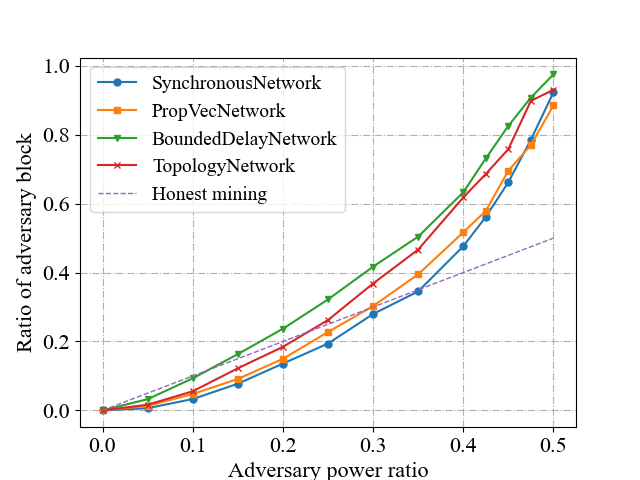 1.0
0.8
0.6
0.4
0.2
0.0
Ratio of adversary block
SynchronousNetwork
PropVecNetwork
BoundedDelayNetwork
TopologyNetwork
Honest mining
0.0 0.1 0.2 0.3 0.4 0.5
Adversary power ratio